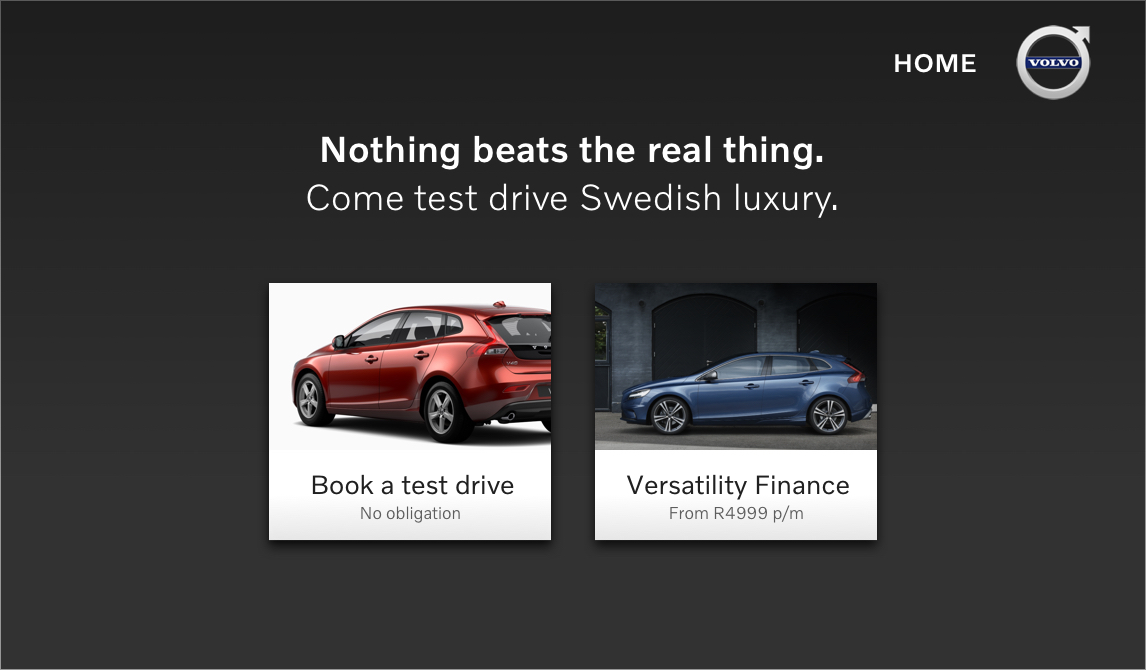 HOME
VOLVO
Nothing beats the real thing.
Come test drive Swedish luxury.
Book a test drive
No obligation
Versatility Finance
From R4999 p/m